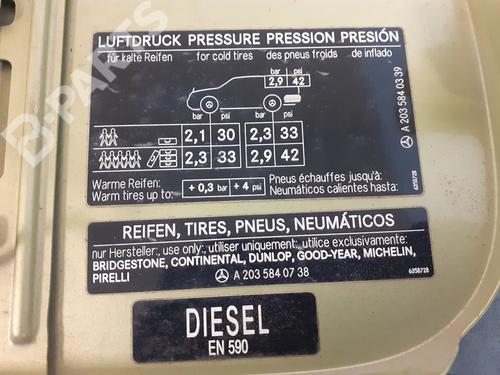 LUFTDRUCK PRESSURE PRESSION PRESIÓN
für kalte Reifen for cold tires des pneus froids de inflado
bar psi
2,9 42
bar psi bar psi
2,1 30 2,3 33
2,3 33 2,9 42
Warme Reifen: Pneus échauffes jusqu'à:
Warm tires up to: + 0,3 bar + 4 psi Neumáticos calientes hasta:
A 203 584 03 39
6258728
REIFEN, TIRES, PNEUS, NEUMÁTICOS
nur Hersteller:, use only:, utiliser uniquement:, utilice exclusivamente:
BRIDGESTONE, CONTINENTAL, DUNLOP, GOOD-YEAR, MICHELIN,
PIRELLI
A 203 584 07 38
6258728
DIESEL
EN 590